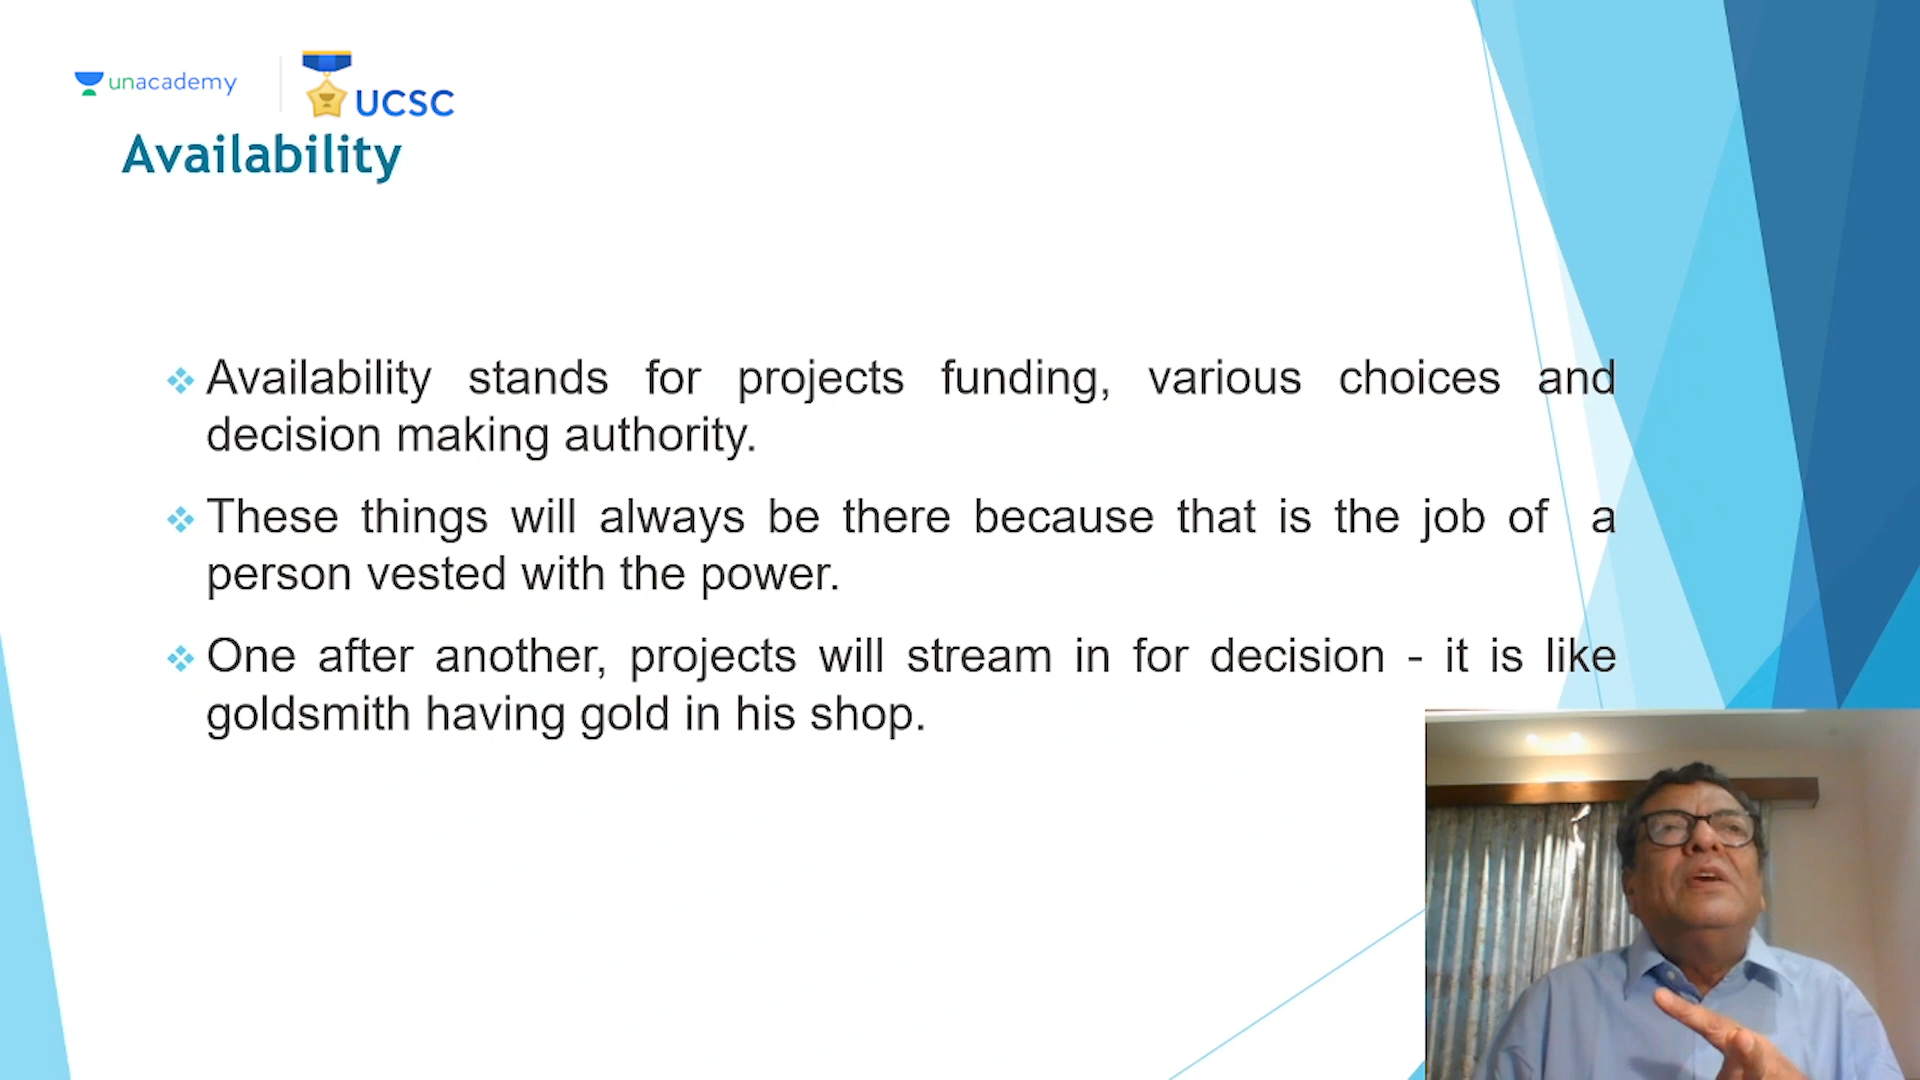 unacademy
UCSC
Availability
Availability stands for projects funding, various choices and
decision making authority.
These things will always be there because that is the job of a
person vested with the power.
One after another, projects will stream in for decision - it is like
goldsmith having gold in his shop.